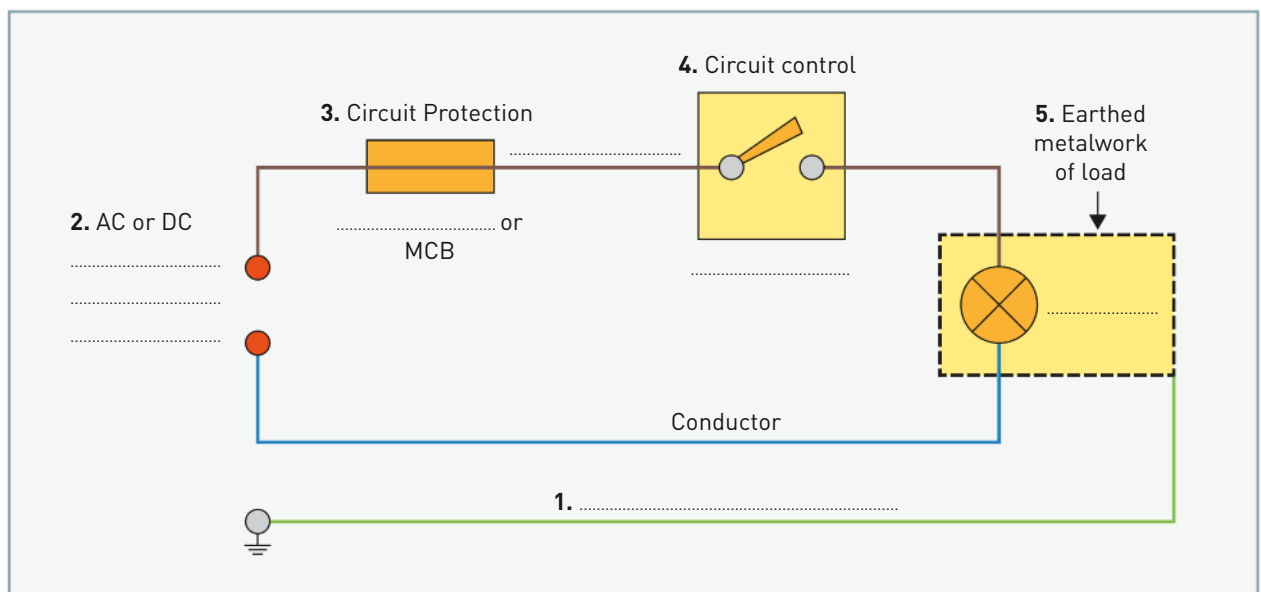 4. Circuit control
3. Circuit Protection
5. Earthed
metalwork
of load
2. AC or DC
.............................. or
MCB
Conductor
1. ..............................................................